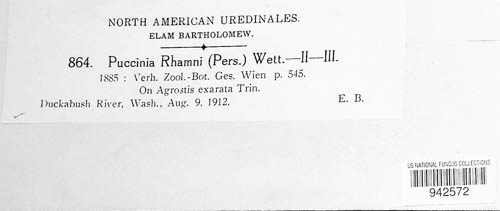 NORTH AMERICAN UREDINALES.
ELAM BARTHOLOMEW.
864. Puccinia Rhamni (Pers.) Wett.—II—III.
1885 : Verh. Zool.-Bot. Ges. Wien p. 545.
On Agrostis exarata Trin.
Duckabush River, Wash., Aug. 9, 1912. E. B.
US NATIONAL FUNGUS COLLECTIONS
942572